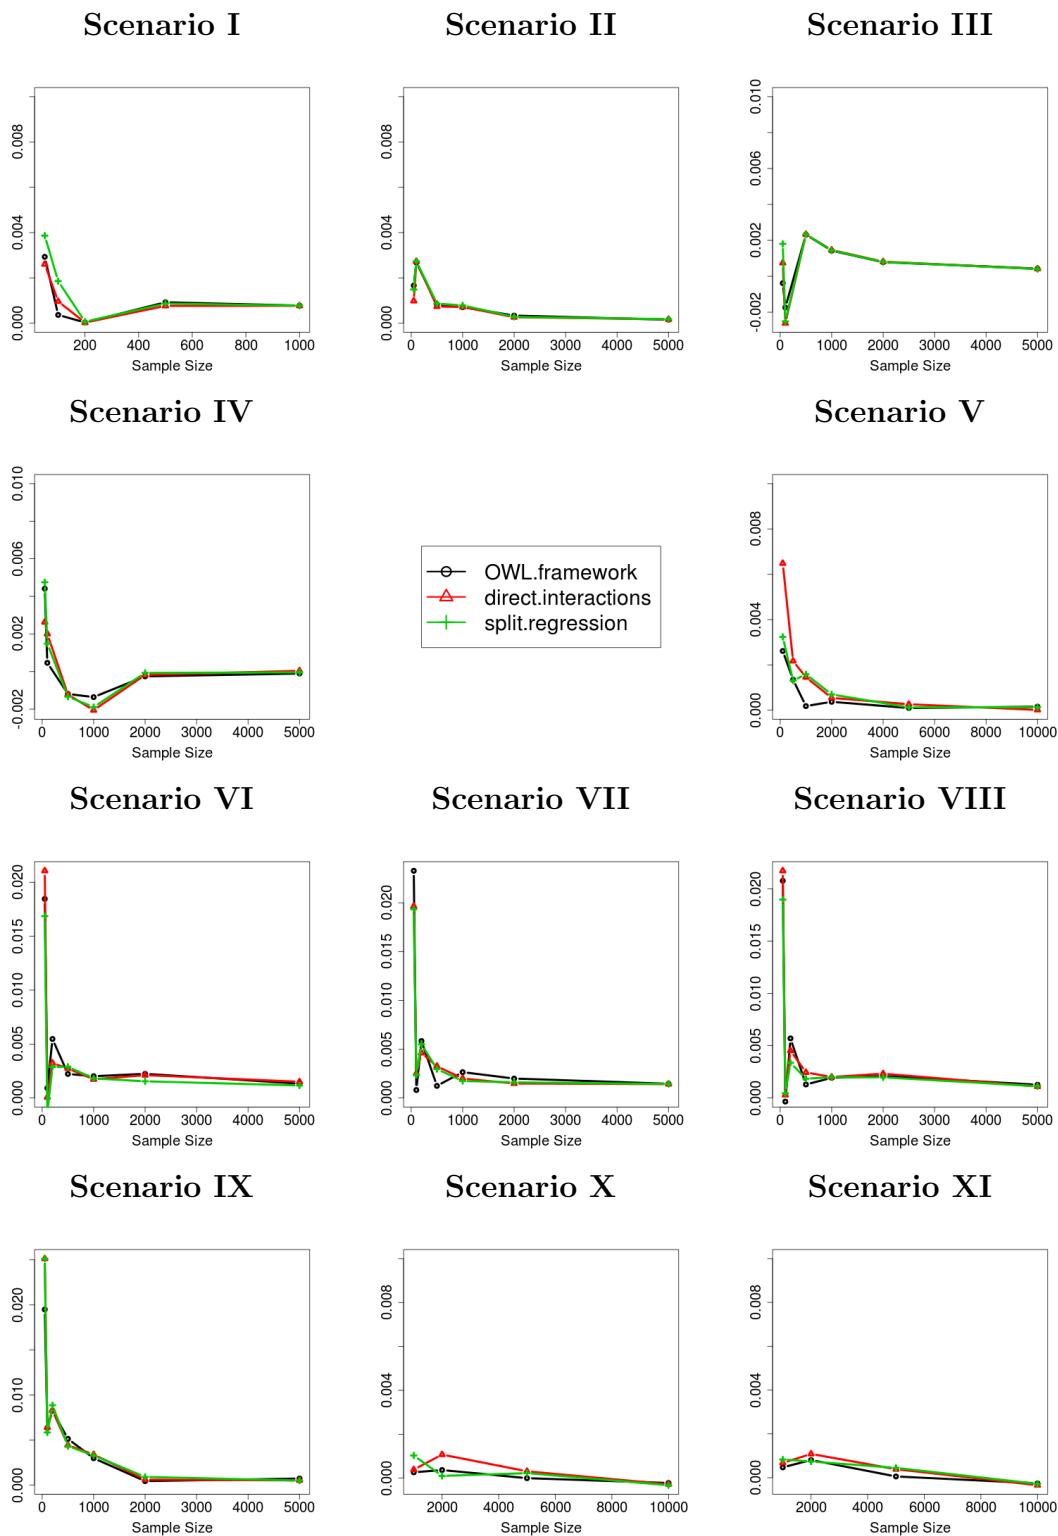 Scenario I Scenario II Scenario III
0.000 0.004 0.008
200 400 600 800 1000
Sample Size
0.000 0.004 0.008
0 1000 2000 3000 4000 5000
Sample Size
-0.002 0.002 0.006 0.010
0 1000 2000 3000 4000 5000
Sample Size
Scenario IV Scenario V
-0.002 0.002 0.006 0.010
0 1000 2000 3000 4000 5000
Sample Size
OWL.framework
direct.interactions
split.regression
0.000 0.004 0.008
0 2000 4000 6000 8000 10000
Sample Size
Scenario VI Scenario VII Scenario VIII
0.000 0.005 0.010 0.015 0.020
0 1000 2000 3000 4000 5000
Sample Size
0.000 0.005 0.010 0.015 0.020
0 1000 2000 3000 4000 5000
Sample Size
0.000 0.005 0.010 0.015 0.020
0 1000 2000 3000 4000 5000
Sample Size
Scenario IX Scenario X Scenario XI
0.000 0.010 0.020
0 1000 2000 3000 4000 5000
Sample Size
0.000 0.004 0.008
2000 4000 6000 8000 10000
Sample Size
0.000 0.004 0.008
2000 4000 6000 8000 10000
Sample Size